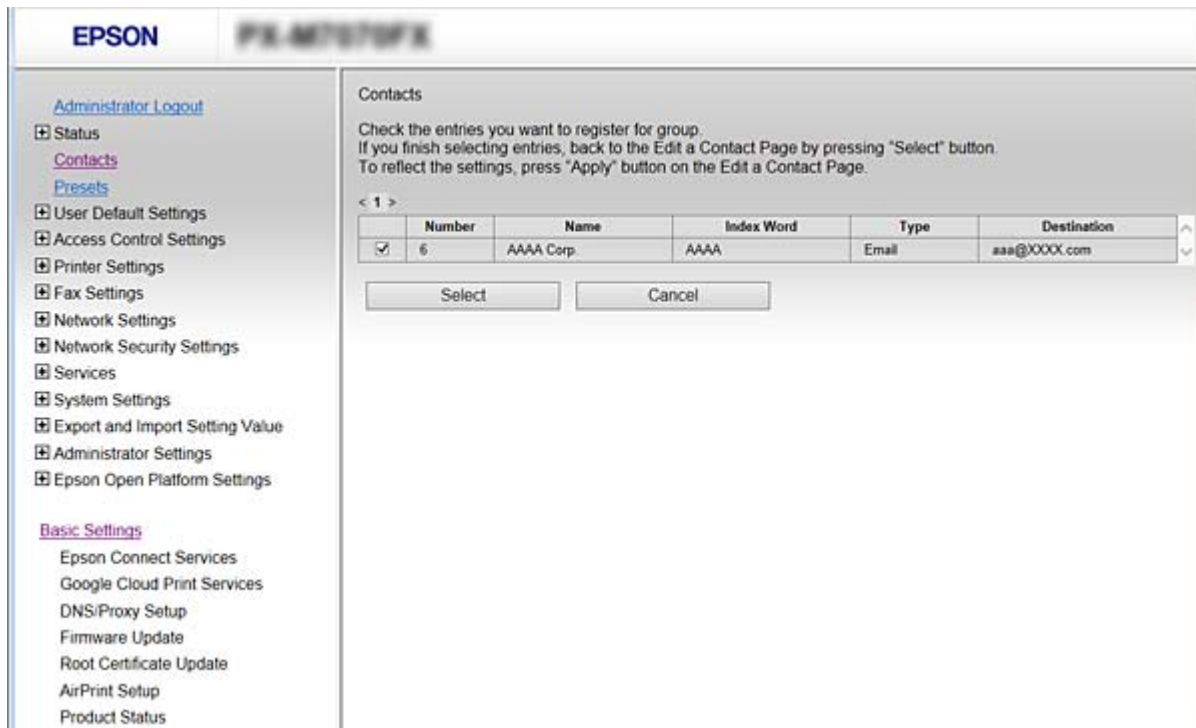 EPSON
Administrator Logout
Status
Contacts
Presets
User Default Settings
Access Control Settings
Printer Settings
Fax Settings
Network Settings
Network Security Settings
Services
System Settings
Export and Import Setting Value
Administrator Settings
Epson Open Platform Settings
Basic Settings
Epson Connect Services
Google Cloud Print Services
DNS/Proxy Setup
Firmware Update
Root Certificate Update
AirPrint Setup
Product Status
Contacts
Check the entries you want to register for group.
If you finish selecting entries, back to the Edit a Contact Page by pressing "Select" button.
To reflect the settings, press "Apply" button on the Edit a Contact Page.
< 1 >
Number Name Index Word Type Destination
6 AAAA Corp. AAAA Email aaa@XXXX.com
Select Cancel